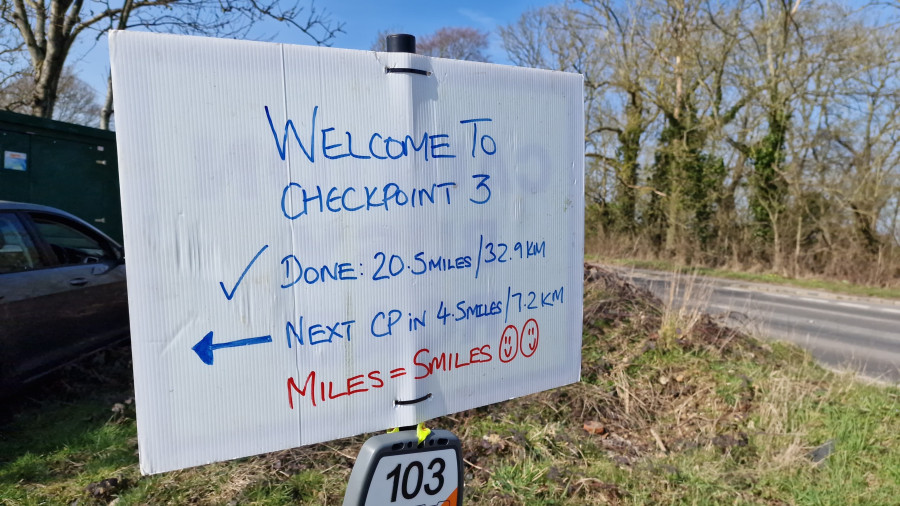 WELCOME TO
CHECKPOINT 3
DONE: 20.5MILES/32.9KM
NEXT CP IN 4.5MILES/7.2KM
MILES = SMILES
103